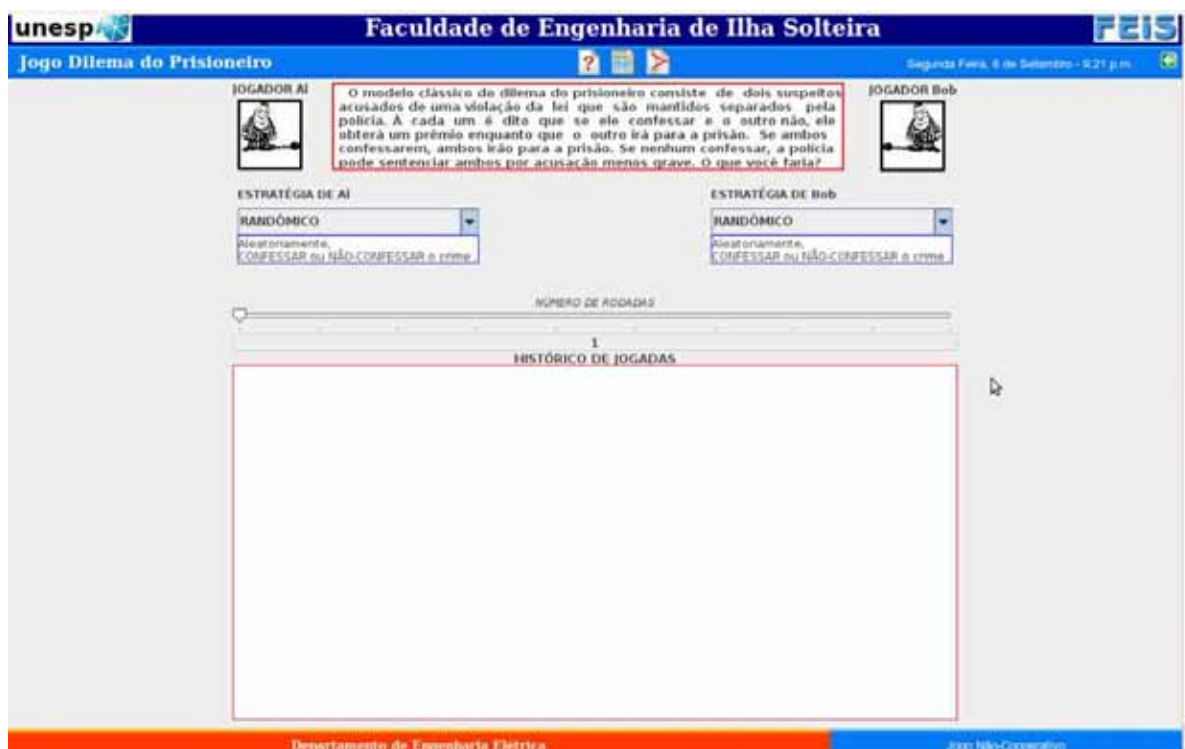 unesp
Faculdade de Engenharia de Ilha Solteira
FEIS
Jogo Dilema do Prisioneiro
?
Segunda Feira, 6 de Setembro - 9:21 p.m.
JOGADOR Al
O modelo clássico do dilema do prisioneiro consiste de dois suspeitos
acusados de uma violação da lei que são mantidos separados pela
polícia. À cada um é dito que se ele confessar e o outro não, ele
obterá um prêmio enquanto que o outro irá para a prisão. Se ambos
confessarem, ambos irão para a prisão. Se nenhum confessar, a polícia
pode sentenciar ambos por acusação menos grave. O que você faria?
JOGADOR Bob
ESTRATÉGIA DE Al
ESTRATÉGIA DE Bob
RANDÔMICO
RANDÔMICO
Aleatoriamente,
CONFESSAR ou NÃO-CONFESSAR o crime
Aleatoriamente,
CONFESSAR ou NÃO-CONFESSAR o crime
NÚMERO DE RODADAS
1
HISTÓRICO DE JOGADAS
Departamento de Engenharia Elétrica
Jogo Não-Cooperativo